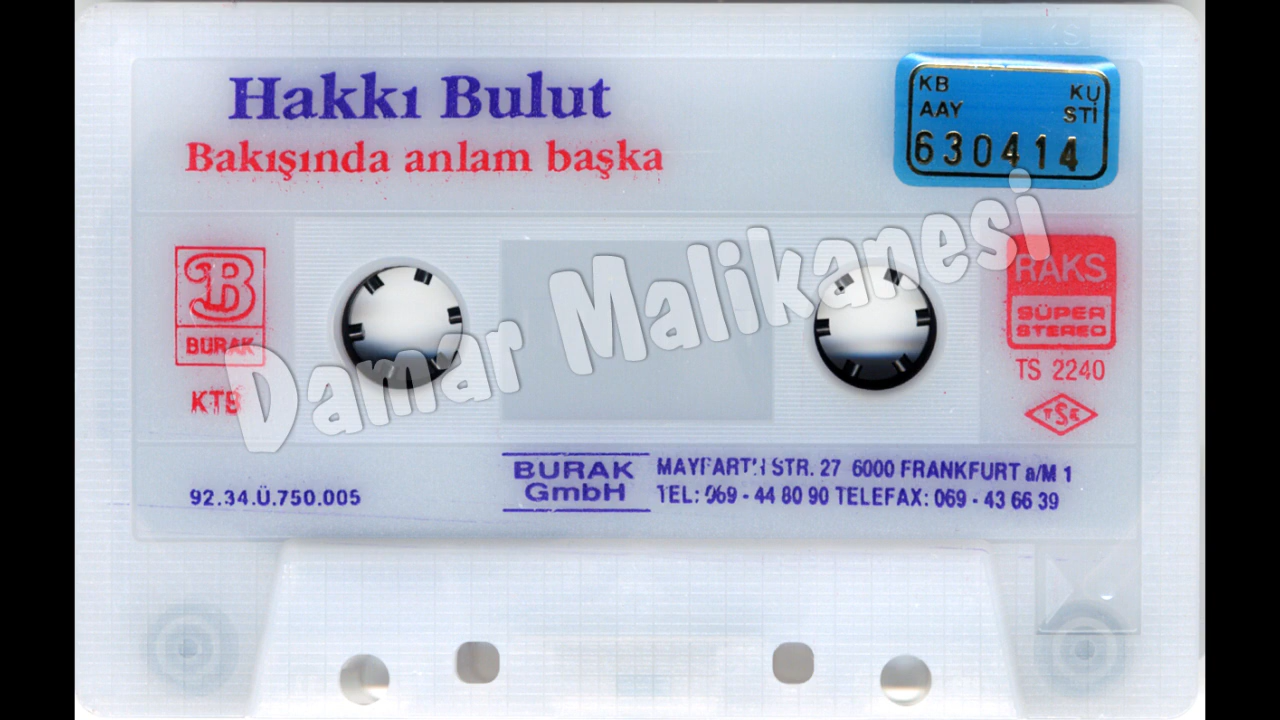 Hakkı Bulut
Bakışında anlam başka
KB KU
AAY STİ
630414
B
BURAK
KTB
Damar Malikanesi
RAKS
SÜPER
STEREO
TS 2240
TSE
92.34.Ü.750.005
BURAK
GmbH
MAYFARTH STR. 27 6000 FRANKFURT a/M 1
TEL: 069 - 44 80 90 TELEFAX: 069 - 43 66 39